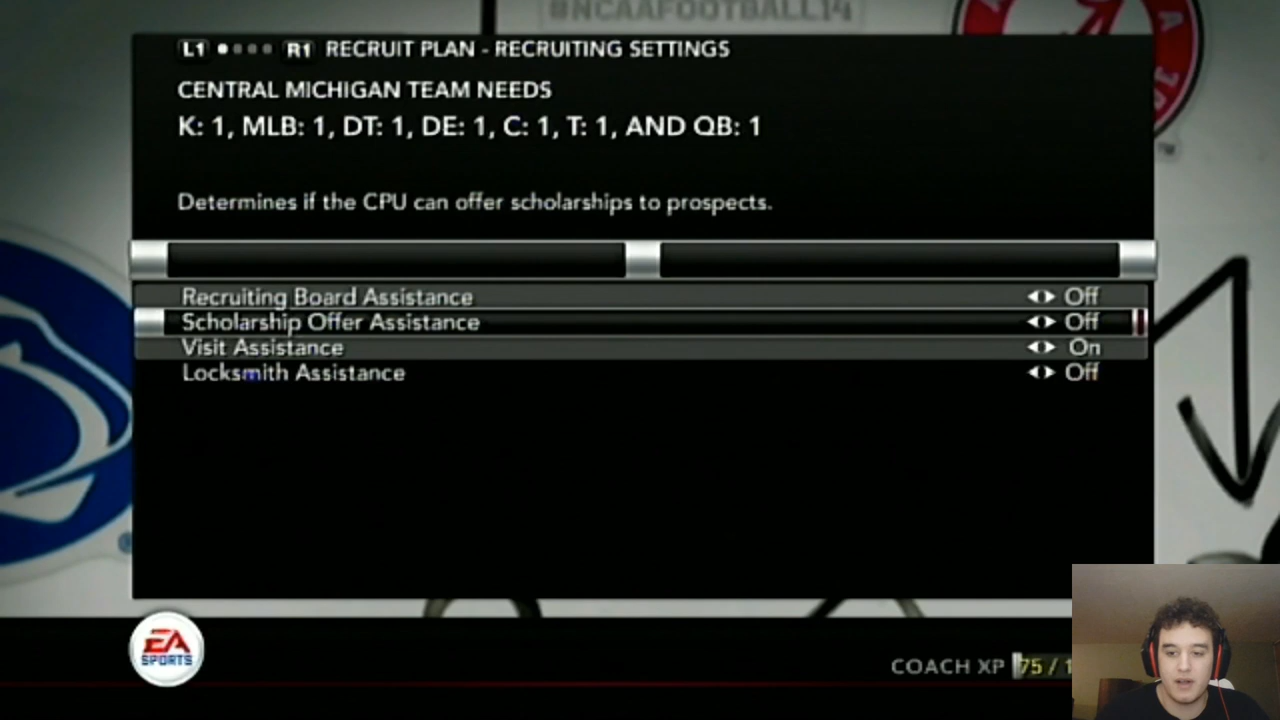 #NCAAFOOTBALL14
L1 R1 RECRUIT PLAN - RECRUITING SETTINGS
CENTRAL MICHIGAN TEAM NEEDS
K: 1, MLB: 1, DT: 1, DE: 1, C: 1, T: 1, AND QB: 1
Determines if the CPU can offer scholarships to prospects.
Recruiting Board Assistance Off
Scholarship Offer Assistance Off
Visit Assistance On
Locksmith Assistance Off
EA
SPORTS
COACH XP 75 / 1